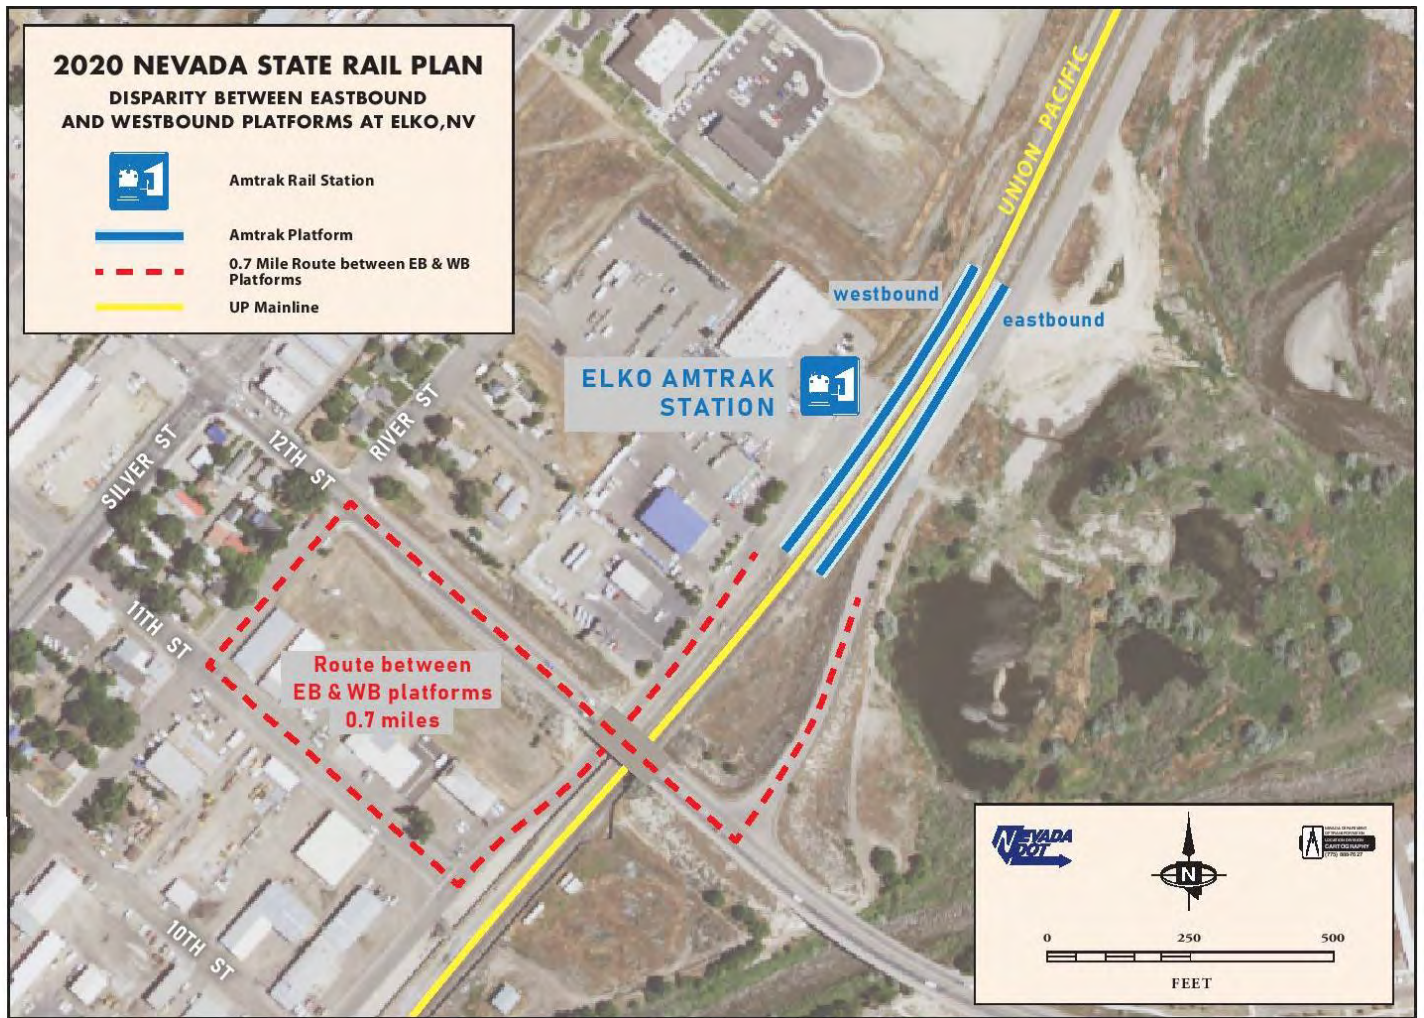 2020 NEVADA STATE RAIL PLAN
DISPARITY BETWEEN EASTBOUND
AND WESTBOUND PLATFORMS AT ELKO,NV
Amtrak Rail Station
Amtrak Platform
0.7 Mile Route between EB & WB
Platforms
UP Mainline
UNION PACIFIC
westbound
eastbound
ELKO AMTRAK
STATION
SILVER ST
12TH ST
RIVER ST
11TH ST
Route between
EB & WB platforms
0.7 miles
10TH ST
NEVADA
DOT
N
CARTOGRAPHY
0 250 500
FEET